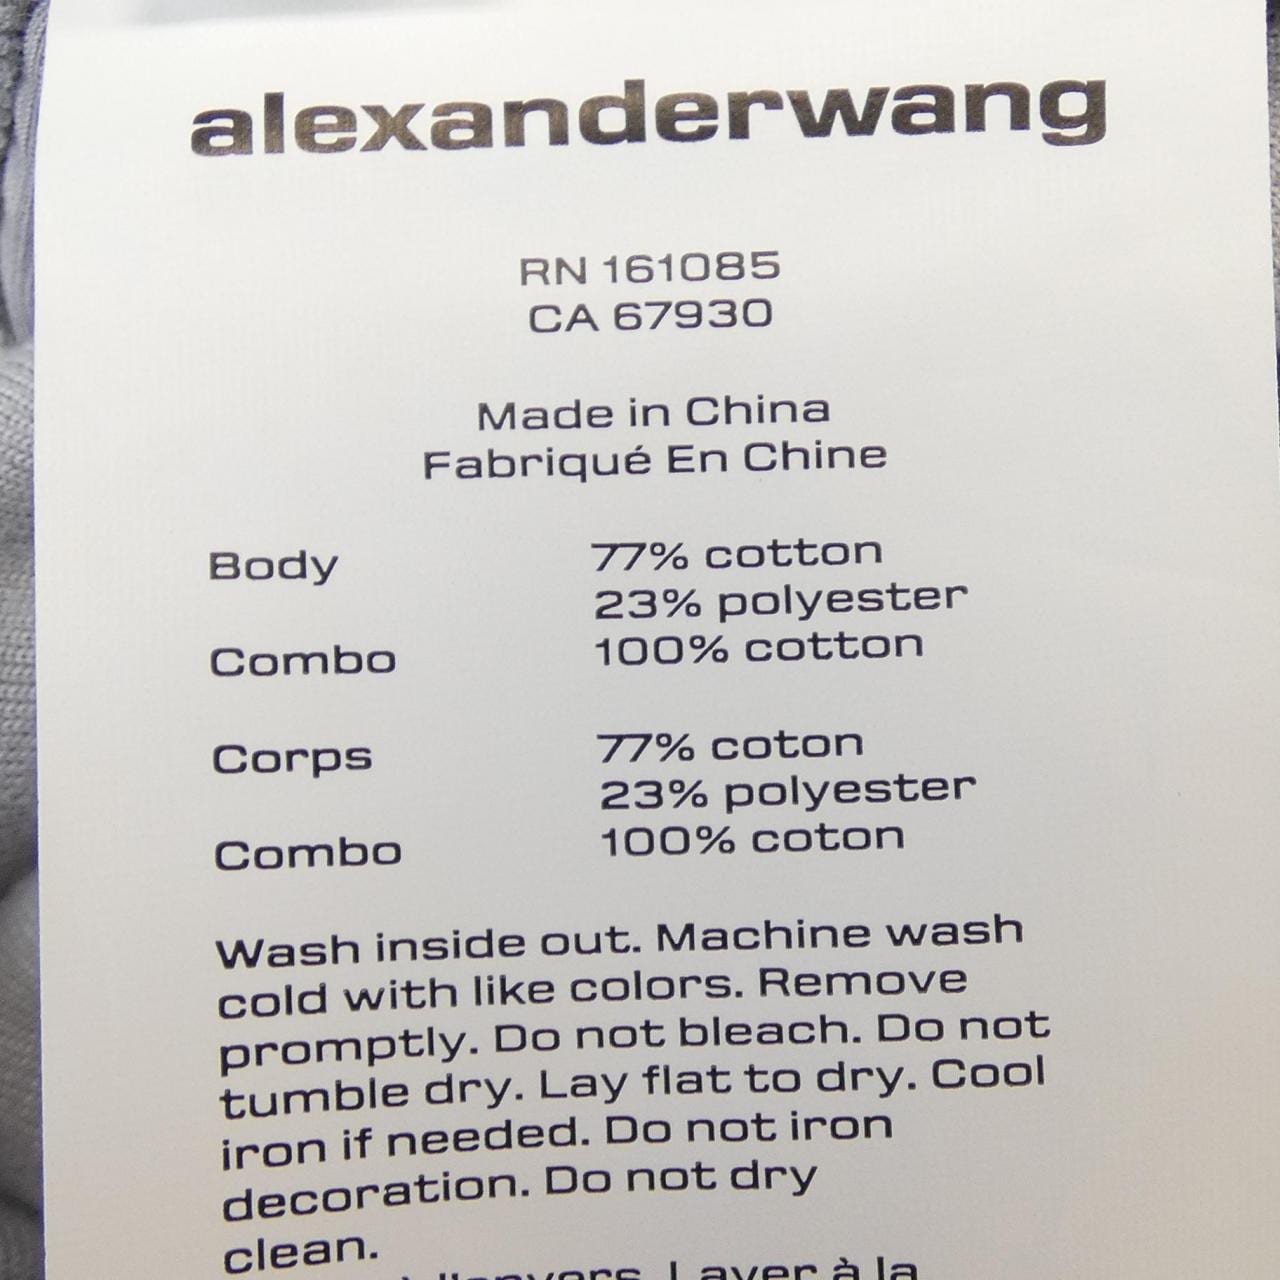 alexanderwang
RN 161085
CA 67930
Made in China
Fabriqué En Chine
Body 77% cotton
23% polyester
Combo 100% cotton
Corps 77% coton
23% polyester
Combo 100% coton
Wash inside out. Machine wash
cold with like colors. Remove
promptly. Do not bleach. Do not
tumble dry. Lay flat to dry. Cool
iron if needed. Do not iron
decoration. Do not dry
clean.
à l'envers. Laver à la